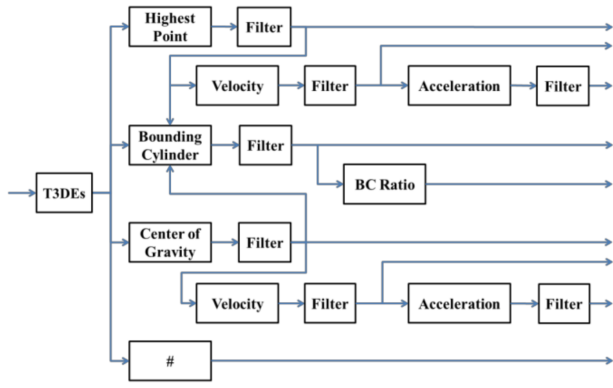 Highest
Point
Filter
Velocity
Filter
Acceleration
Filter
Bounding
Cylinder
Filter
T3DEs
BC Ratio
Center of
Gravity
Filter
Velocity
Filter
Acceleration
Filter
#